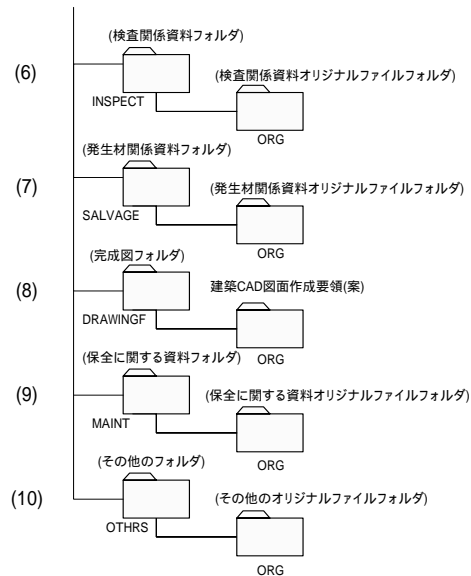 (検査関係資料フォルダ)
(6)
(検査関係資料オリジナルファイルフォルダ)
INSPECT
ORG
(発生材関係資料フォルダ)
(7)
(発生材関係資料オリジナルファイルフォルダ)
SALVAGE
ORG
(完成図フォルダ)
(8)
建築CAD図面作成要領(案)
DRAWINGF
ORG
(保全に関する資料フォルダ)
(9)
(保全に関する資料オリジナルファイルフォルダ)
MAINT
ORG
(その他のフォルダ)
(10)
(その他のオリジナルファイルフォルダ)
OTHRS
ORG